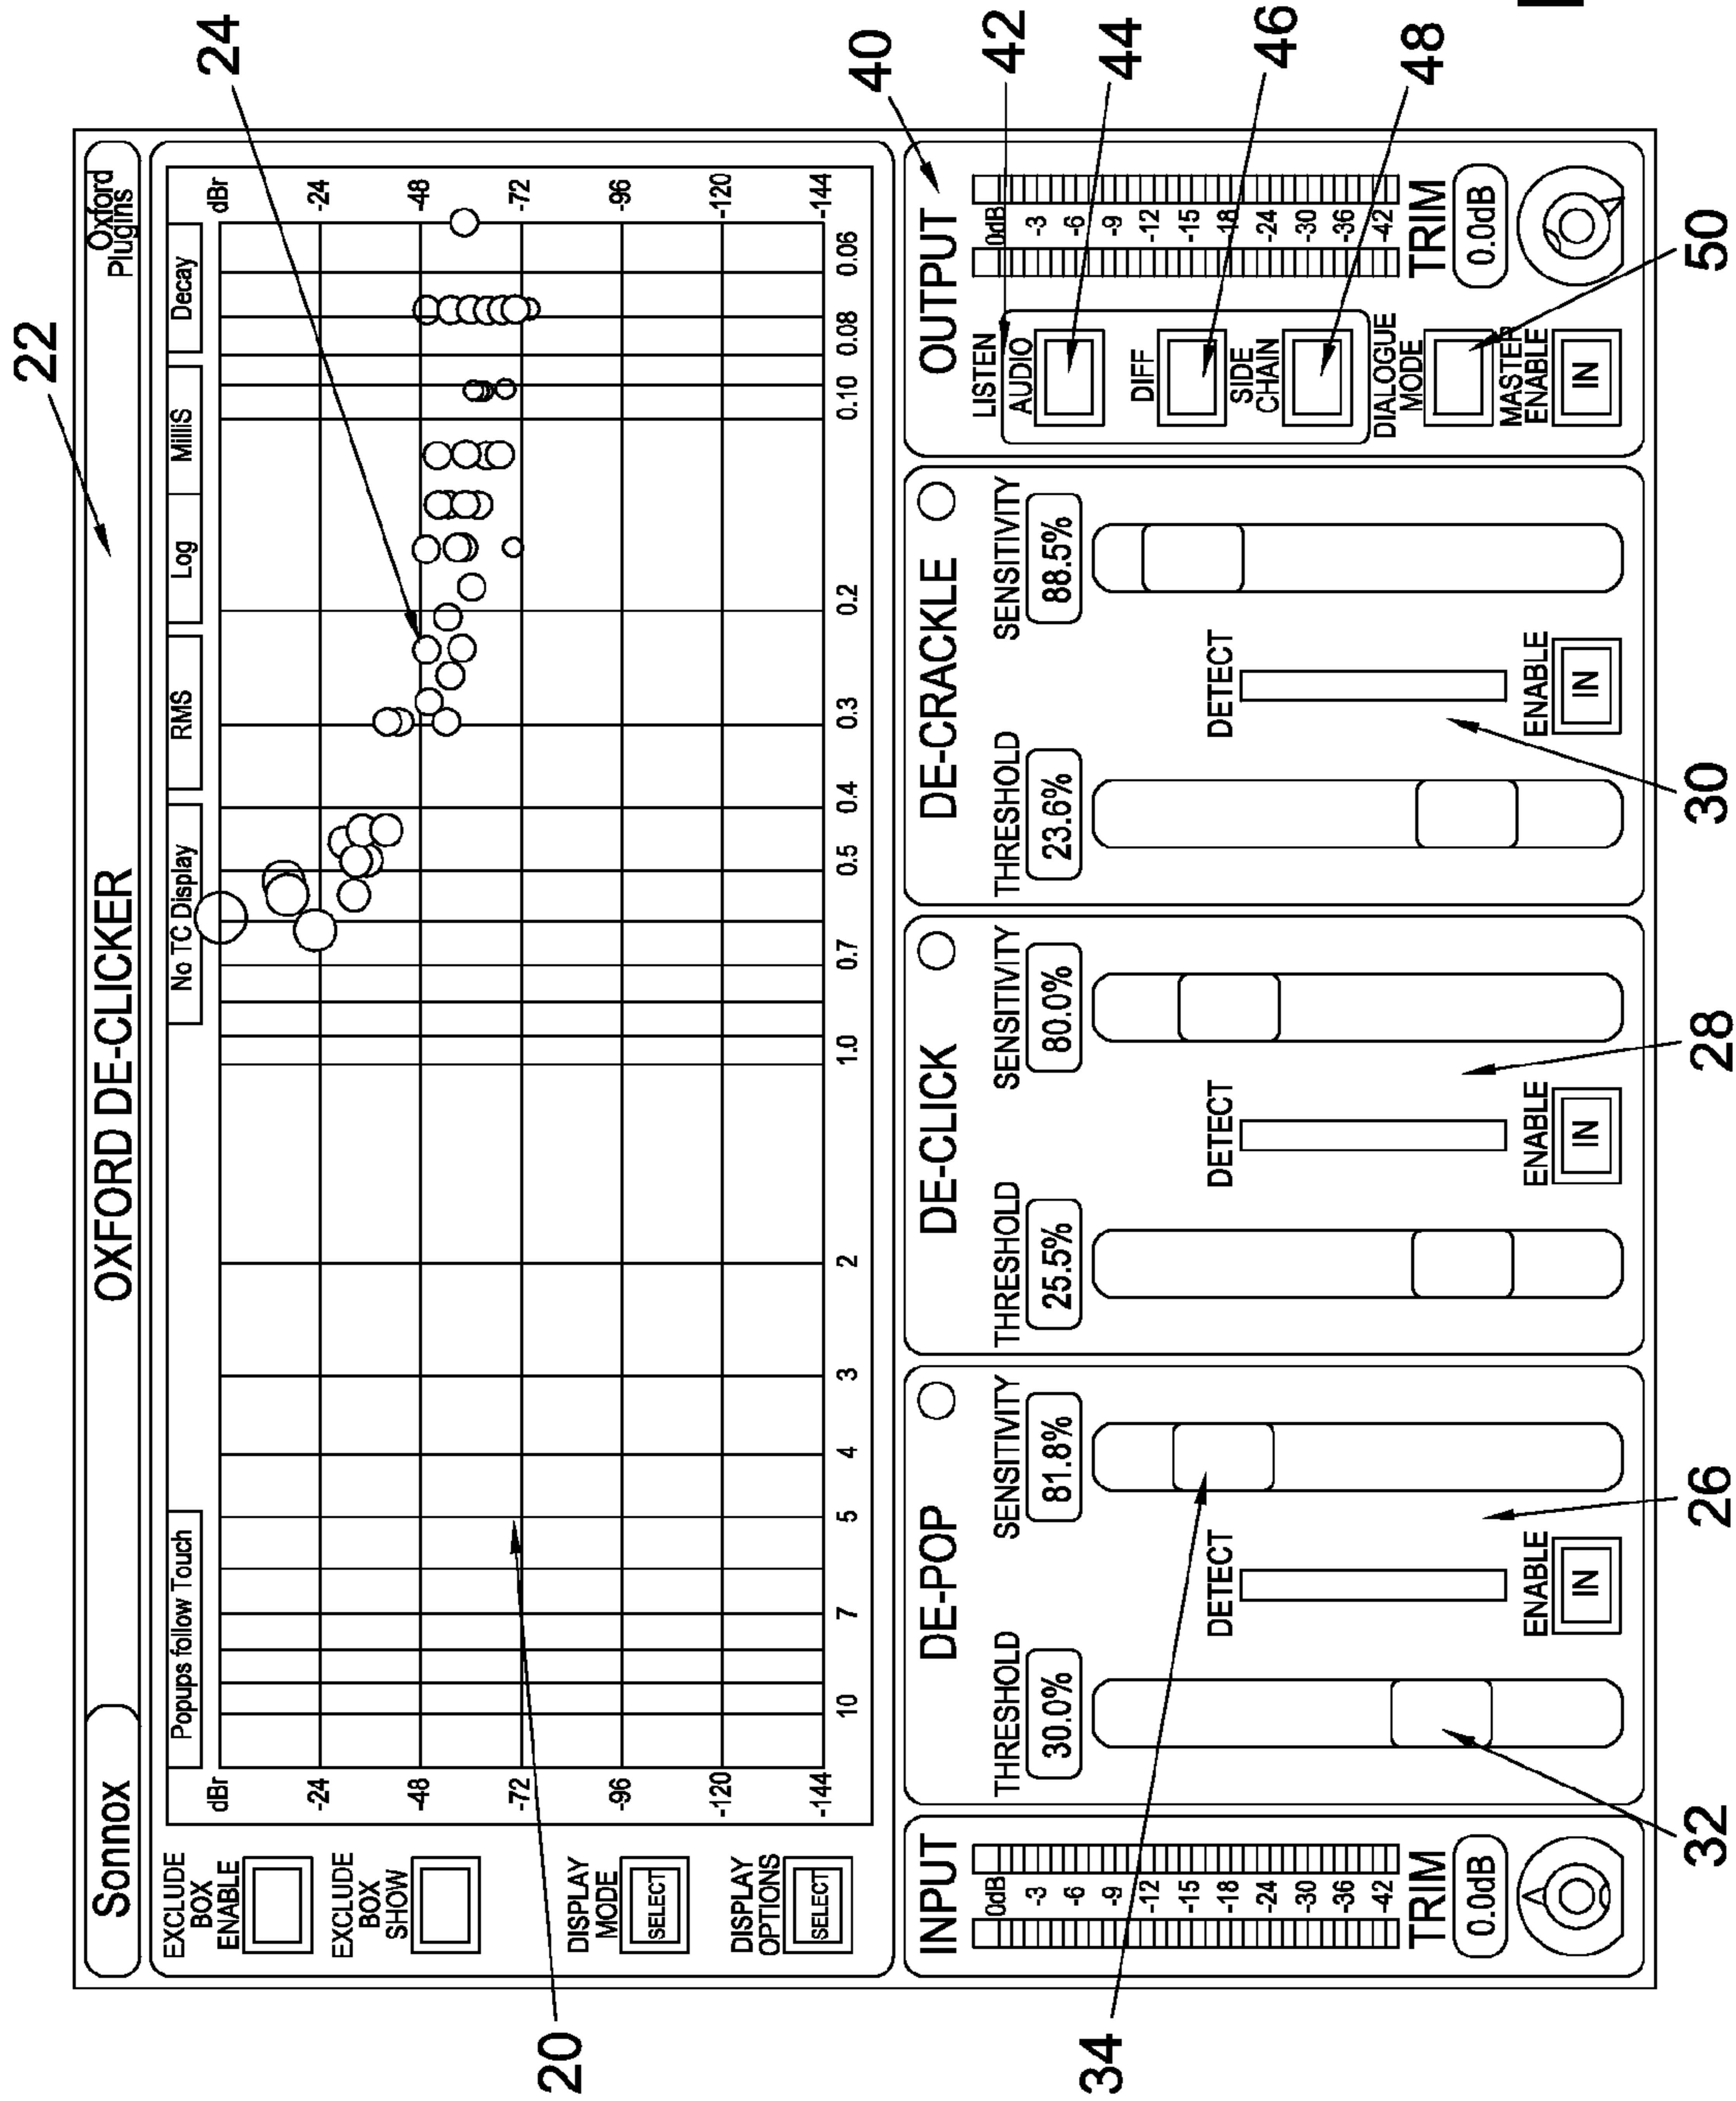 22
24
Sonnox
OXFORD DE-CLICKER
Oxford
Plugins
EXCLUDE
BOX
ENABLE
EXCLUDE
BOX
SHOW
DISPLAY
MODE
SELECT
DISPLAY
OPTIONS
SELECT
Popups follow Touch
No TC Display
RMS
Log
MilliS
Decay
dBr
-24
-48
-72
-96
-120
-144
dBr
-24
-48
-72
-96
-120
-144
10
7
5
4
3
2
1.0
0.7
0.5
0.4
0.3
0.2
0.10
0.08
0.06
20
40
INPUT
0dB
-3
-6
-9
-12
-15
-18
-24
-30
-36
-42
TRIM
0.0dB
DE-POP
THRESHOLD
30.0%
SENSITIVITY
81.8%
DETECT
ENABLE
IN
DE-CLICK
THRESHOLD
25.5%
SENSITIVITY
80.0%
DETECT
ENABLE
IN
DE-CRACKLE
THRESHOLD
23.6%
SENSITIVITY
88.5%
DETECT
ENABLE
IN
OUTPUT
LISTEN
AUDIO
DIFF
SIDE
CHAIN
DIALOGUE
MODE
MASTER
ENABLE
IN
0dB
-3
-6
-9
-12
-15
-18
-24
-30
-36
-42
TRIM
0.0dB
42
44
46
48
34
32
26
28
30
50